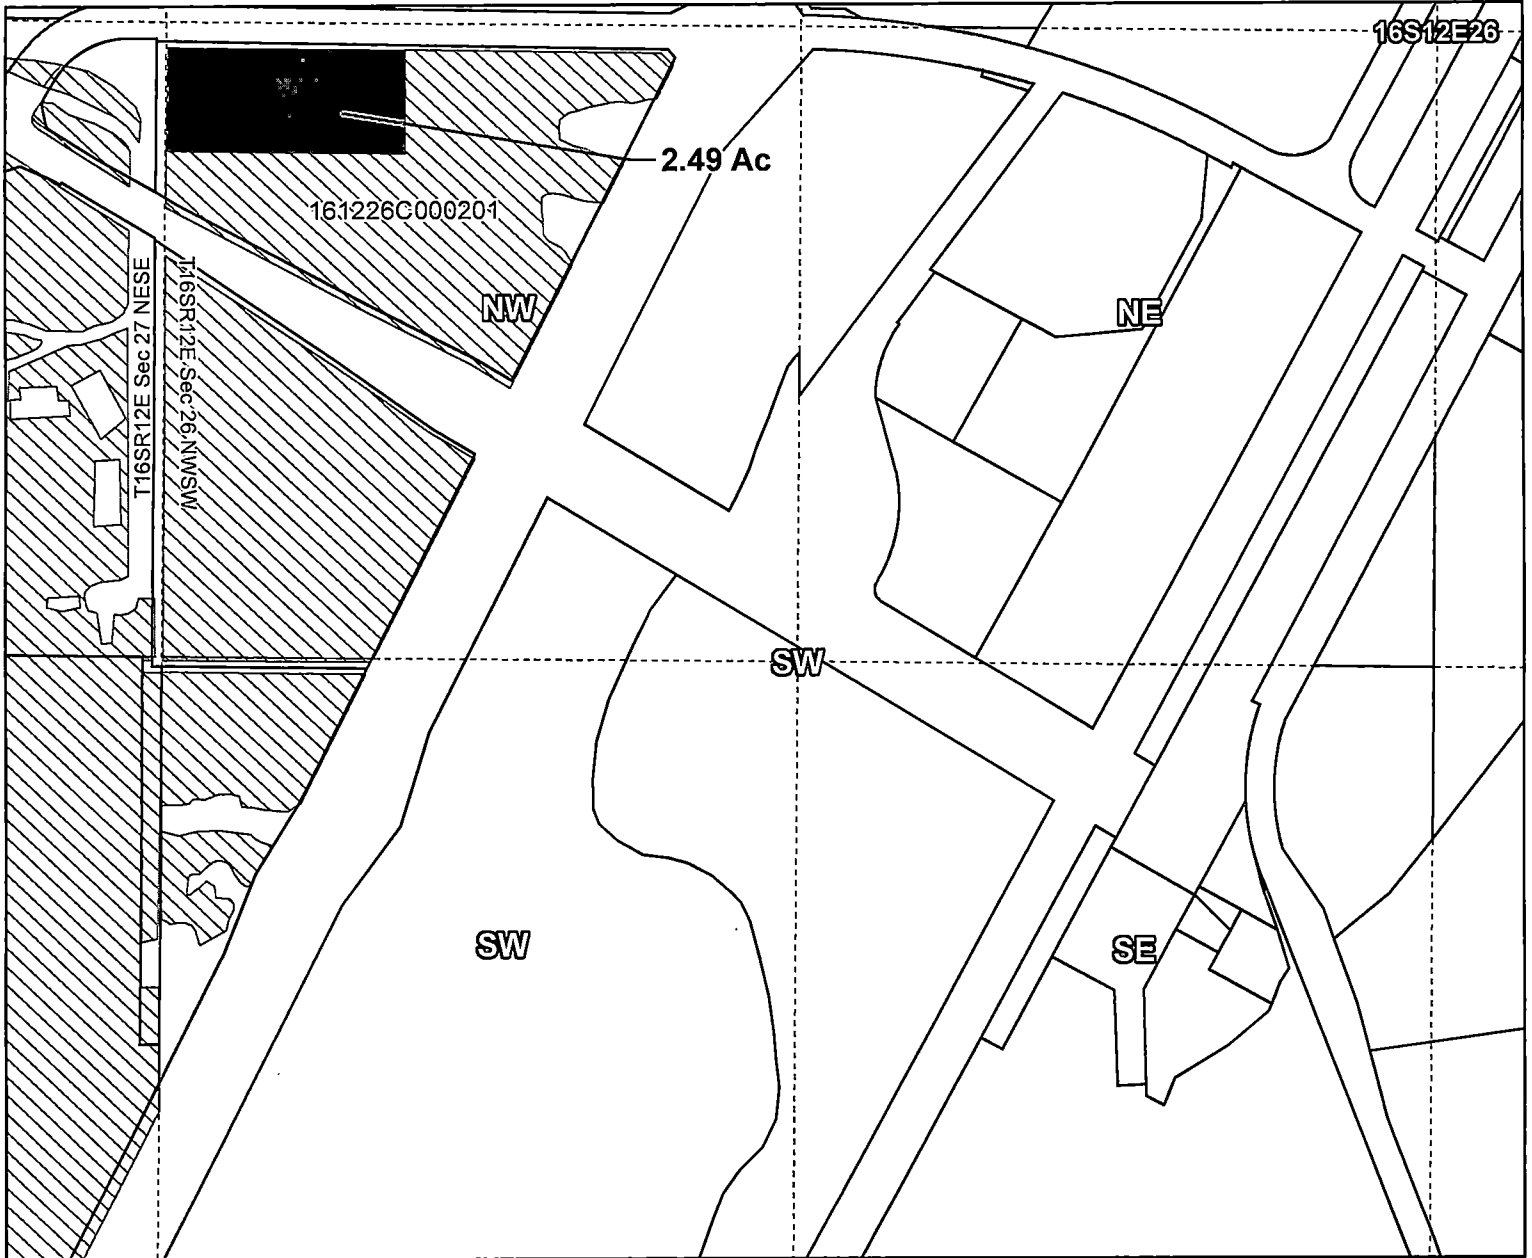 16S12E26
2.49 Ac
161226C000201
NW
NE
T16SR12E Sec 27 NESE
T16SR12E Sec 26 NWSW
SW
SW
SE